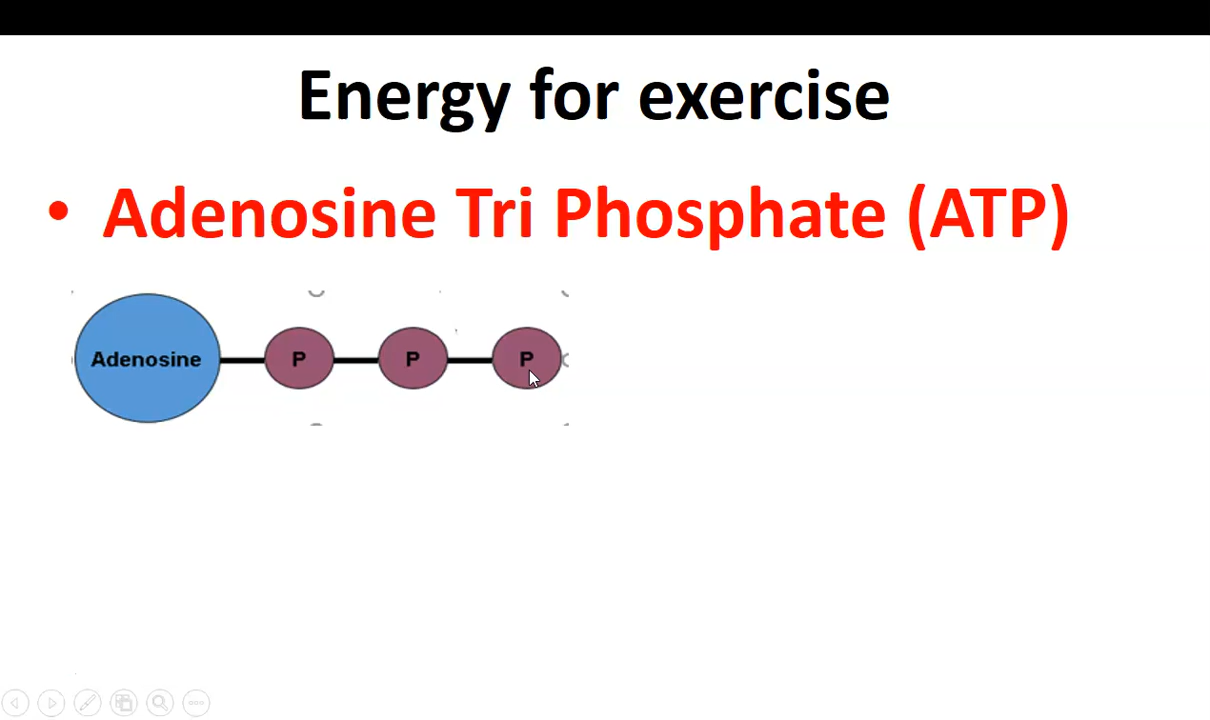 Energy for exercise
• Adenosine Tri Phosphate (ATP)
Adenosine P P P